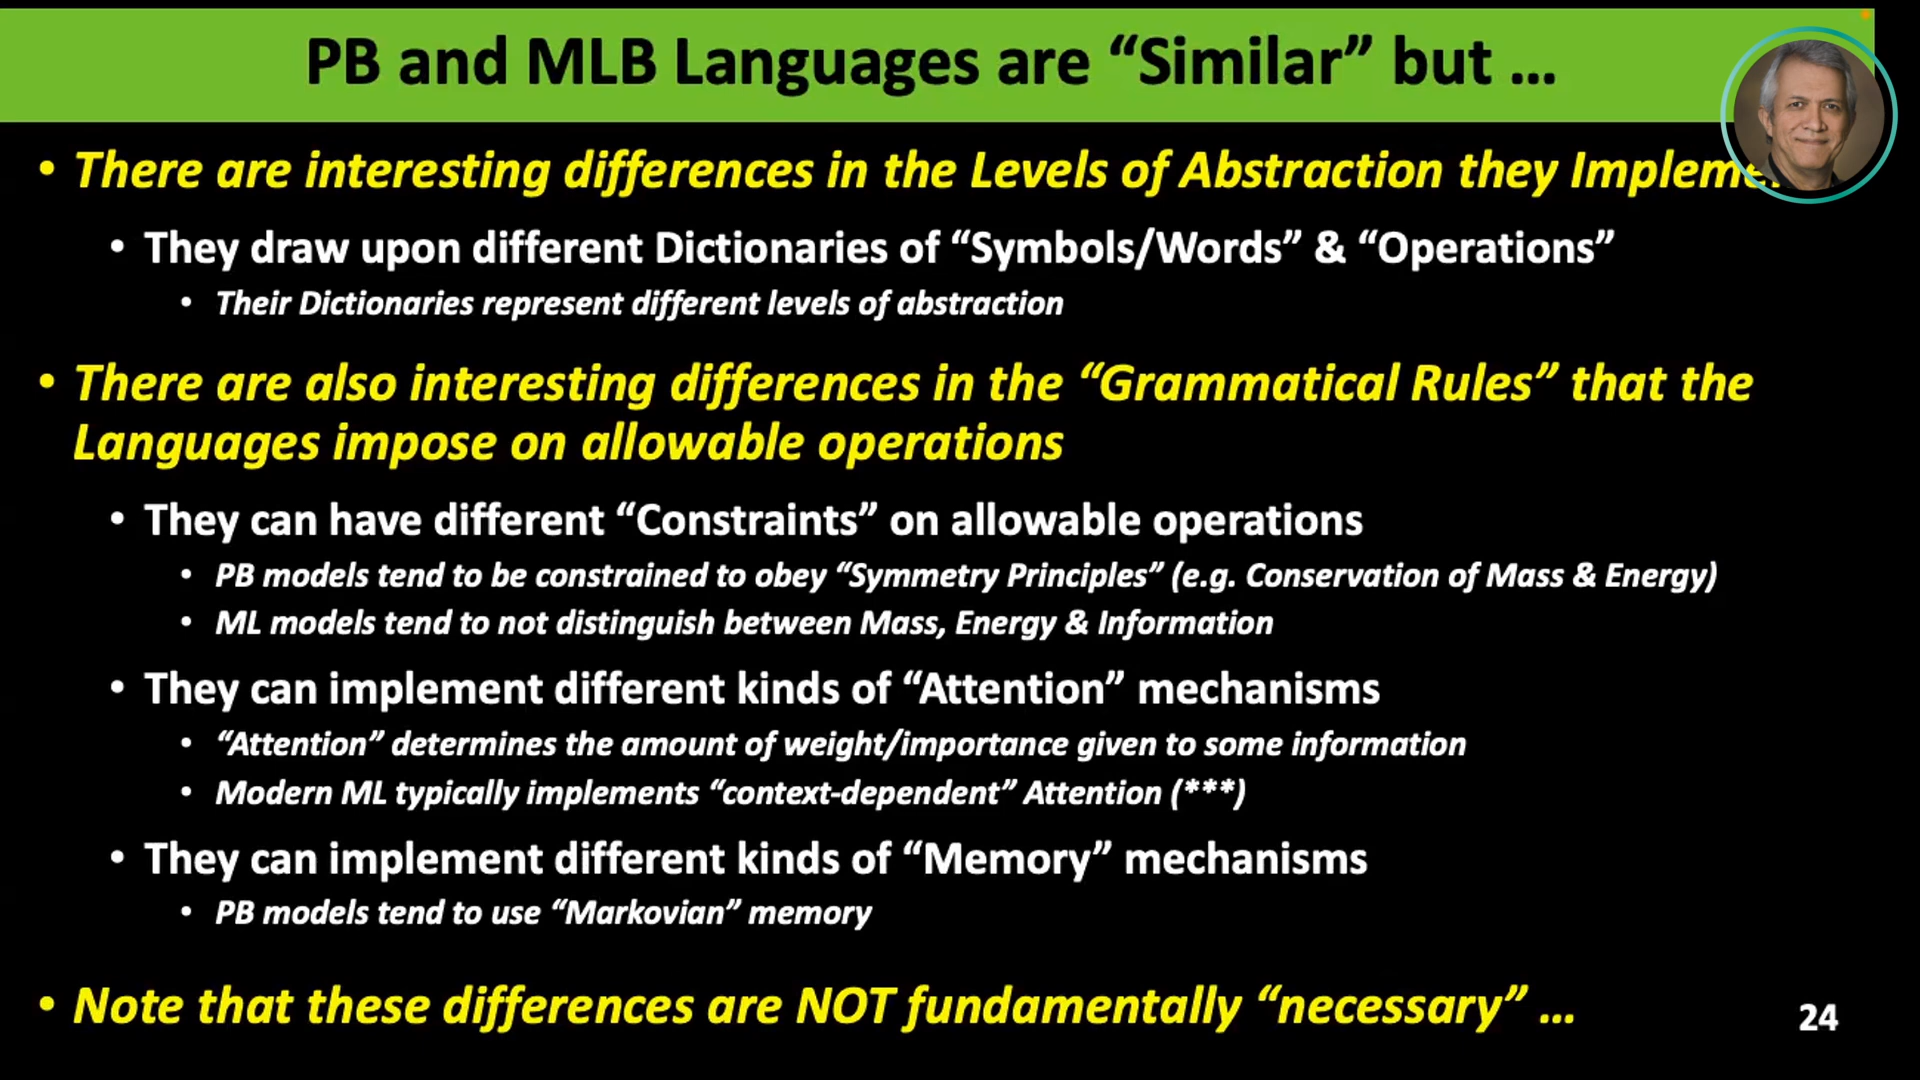 PB and MLB Languages are “Similar” but ...
• There are interesting differences in the Levels of Abstraction they
• They draw upon different Dictionaries of “Symbols/Words” & “Operations”
• Their Dictionaries represent different levels of abstraction
• There are also interesting differences in the “Grammatical Rules” that the
Languages impose on allowable operations
• They can have different “Constraints” on allowable operations
• PB models tend to be constrained to obey “Symmetry Principles” (e.g. Conservation of Mass & Energy)
• ML models tend to not distinguish between Mass, Energy & Information
• They can implement different kinds of “Attention” mechanisms
• “Attention” determines the amount of weight/importance given to some information
• Modern ML typically implements “context-dependent” Attention (***)
• They can implement different kinds of “Memory” mechanisms
• PB models tend to use “Markovian” memory
• Note that these differences are NOT fundamentally “necessary” ...
24